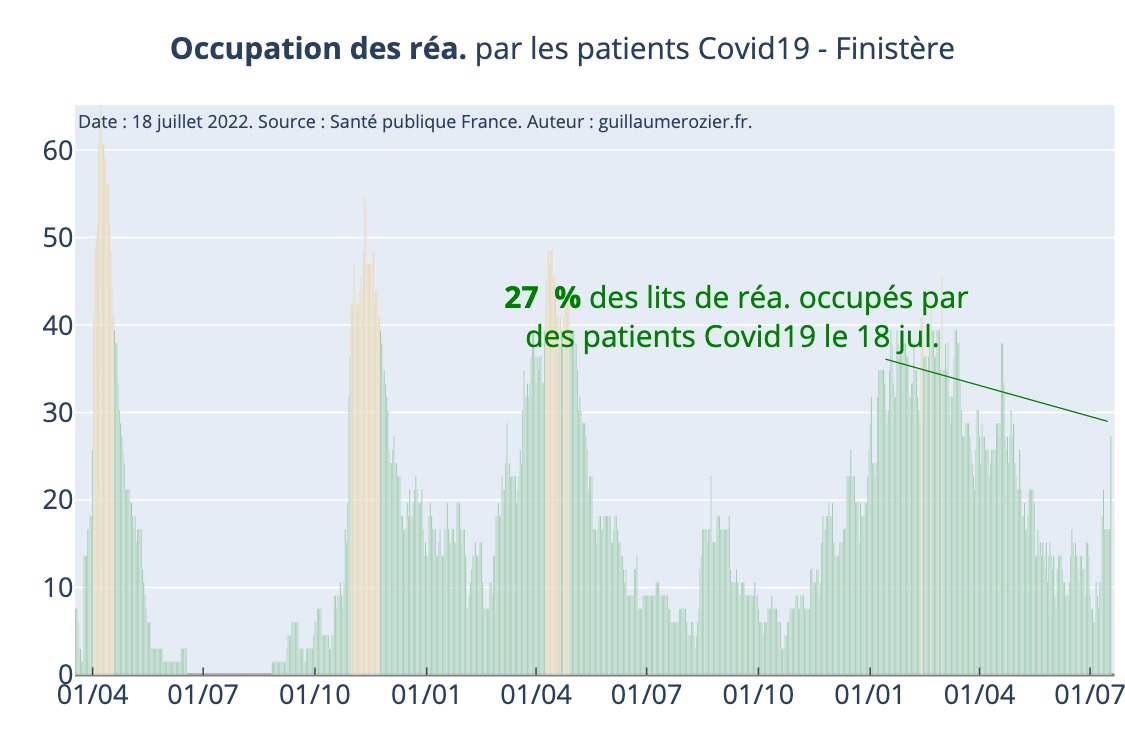 Occupation des réa. par les patients Covid19 - Finistère
Date : 18 juillet 2022. Source : Santé publique France. Auteur : guillaumerozier.fr.
60
50
27 % des lits de réa. occupés par
40
des patients Covid19 le 18 jul.
30
20
10
0
01/04 01/07 01/10 01/01 01/04 01/07 01/10 01/01 01/04 01/07